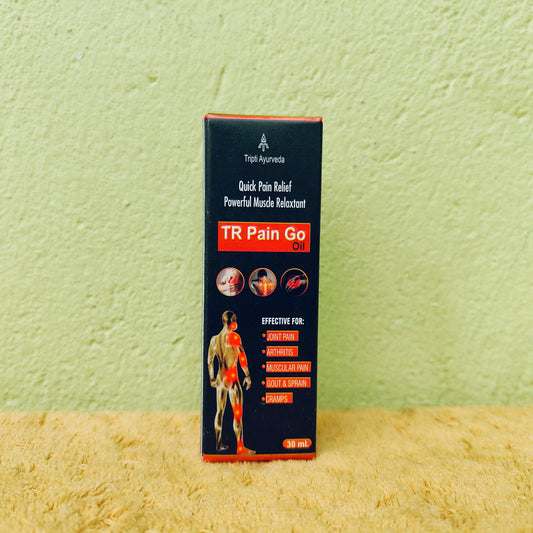 Tripti Ayurveda
Quick Pain Relief
Powerful Muscle Relaxtant
TR Pain Go
Oil
EFFECTIVE FOR:
• JOINT PAIN
• ARTHRITIS
• MUSCULAR PAIN
• GOUT & SPRAIN
• CRAMPS
30 ml.